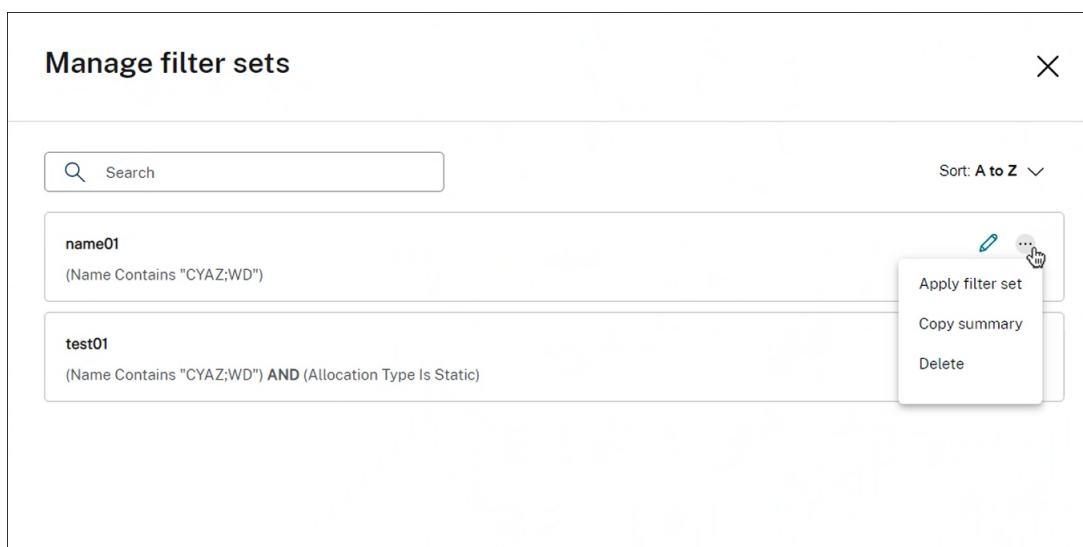 Manage filter sets
Search
Sort: A to Z
name01
(Name Contains "CYAZ;WD")
Apply filter set
Copy summary
Delete
test01
(Name Contains "CYAZ;WD") AND (Allocation Type Is Static)